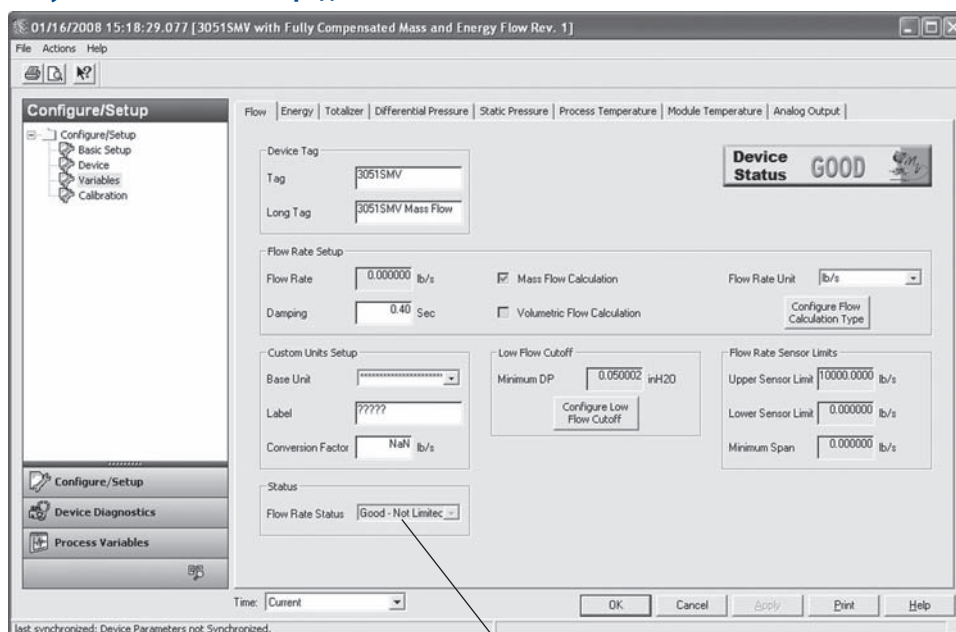 01/16/2008 15:18:29.077 [3051SMV with Fully Compensated Mass and Energy Flow Rev. 1]
File Actions Help
Configure/Setup
Configure/Setup
Basic Setup
Device
Variables
Calibration
Configure/Setup
Device Diagnostics
Process Variables
Flow Energy Totalizer Differential Pressure Static Pressure Process Temperature Module Temperature Analog Output
Device Tag
Tag 3051SMV
Long Tag 3051SMV Mass Flow
Device Status GOOD
Flow Rate Setup
Flow Rate 0.000000 lb/s
Mass Flow Calculation
Flow Rate Unit lb/s
Damping 0.40 Sec
Volumetric Flow Calculation
Configure Flow
Calculation Type
Custom Units Setup
Base Unit
Label ?????
Conversion Factor NaN lb/s
Low Flow Cutoff
Minimum DP 0.050002 inH2O
Configure Low
Flow Cutoff
Flow Rate Sensor Limits
Upper Sensor Limit 10000.0000 lb/s
Lower Sensor Limit 0.000000 lb/s
Minimum Span 0.000000 lb/s
Status
Flow Rate Status Good - Not Limitec
Time: Current
OK Cancel Apply Print Help
last synchronized: Device Parameters not Synchronized.